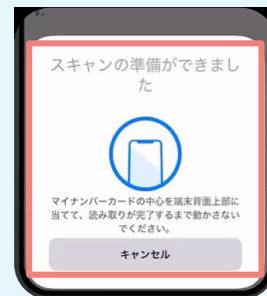 スキャンの準備ができまし
た
マイナンバーカードの中心を端末背面上部に
当てて、読み取りが完了するまで動かさない
でください。
キャンセル